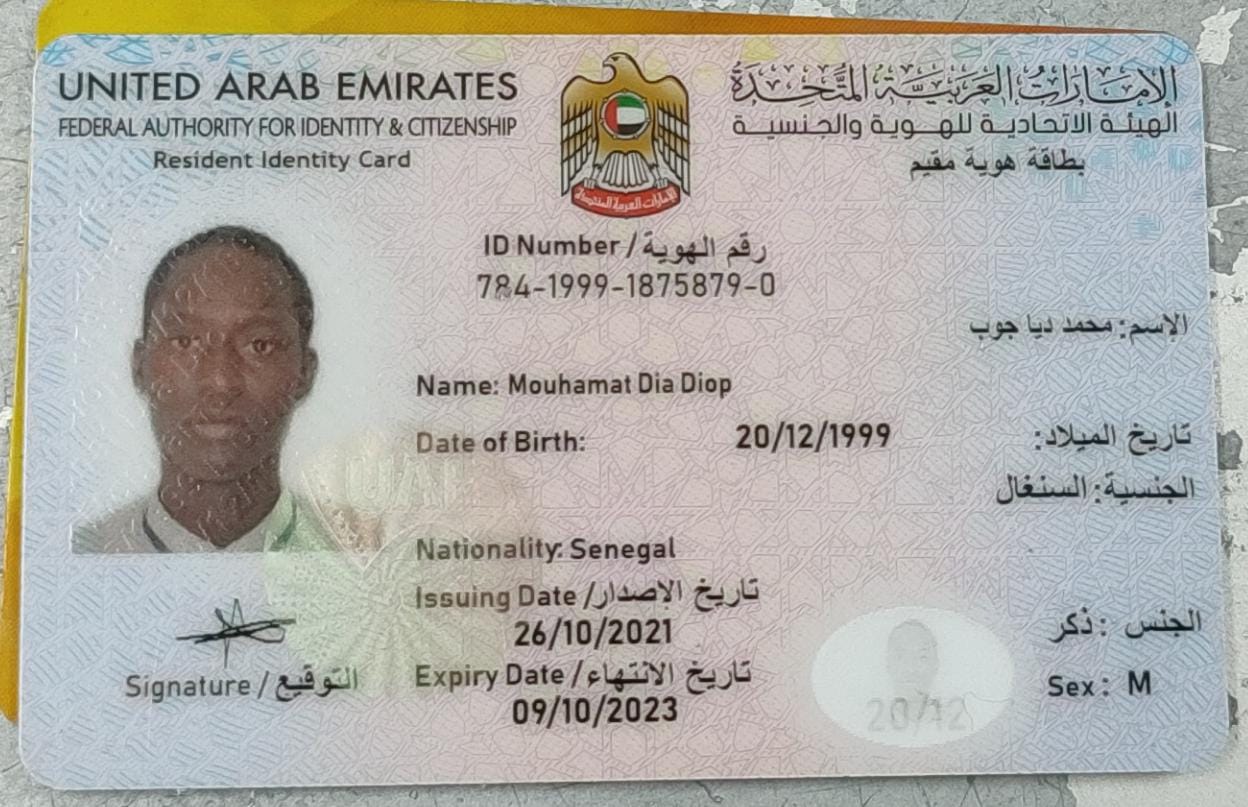 UNITED ARAB EMIRATES
الإمارات العربية المتحدة
FEDERAL AUTHORITY FOR IDENTITY & CITIZENSHIP
الهيئة الاتحادية للهوية والجنسية
Resident Identity Card
بطاقة هوية مقيم
الإمارات العربية المتحدة
ID Number / رقم الهوية
784-1999-1875879-0
الإسم: محمد ديا جوب
Name: Mouhamat Dia Diop
Date of Birth: 20/12/1999 تاريخ الميلاد:
الجنسية: السنغال
Nationality: Senegal
Issuing Date / تاريخ الاصدار
26/10/2021
الجنس : ذكر
Expiry Date / تاريخ الانتهاء
09/10/2023
Sex: M
Signature / التوقيع
20/12